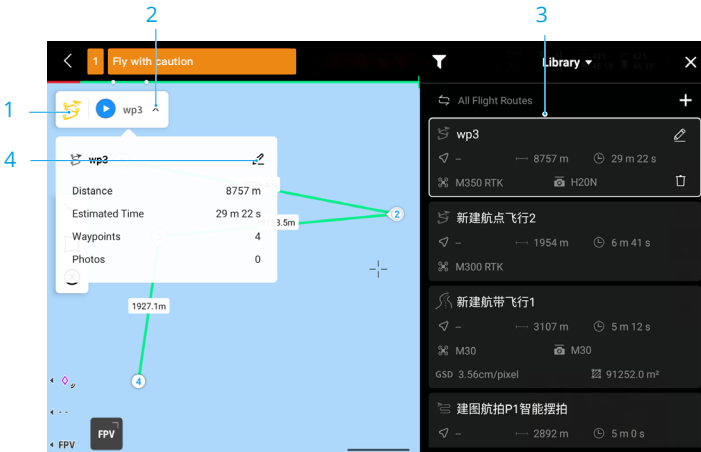 2
3
1
Fly with caution
Library
wp3
All Flight Routes
1
4
wp3
Distance 8757 m
Estimated Time 29 m 22 s
Waypoints 4
Photos 0
2
1927.1m
4
- -
FPV
FPV
wp3
– 8757 m 29 m 22 s
M350 RTK H20N
新建航点飞行2
– 1954 m 6 m 41 s
M300 RTK
新建航带飞行1
– 3107 m 5 m 12 s
M30 M30
GSD 3.56cm/pixel 91252.0 m²
建图航拍P1智能摆拍
– 2892 m 5 m 0 s